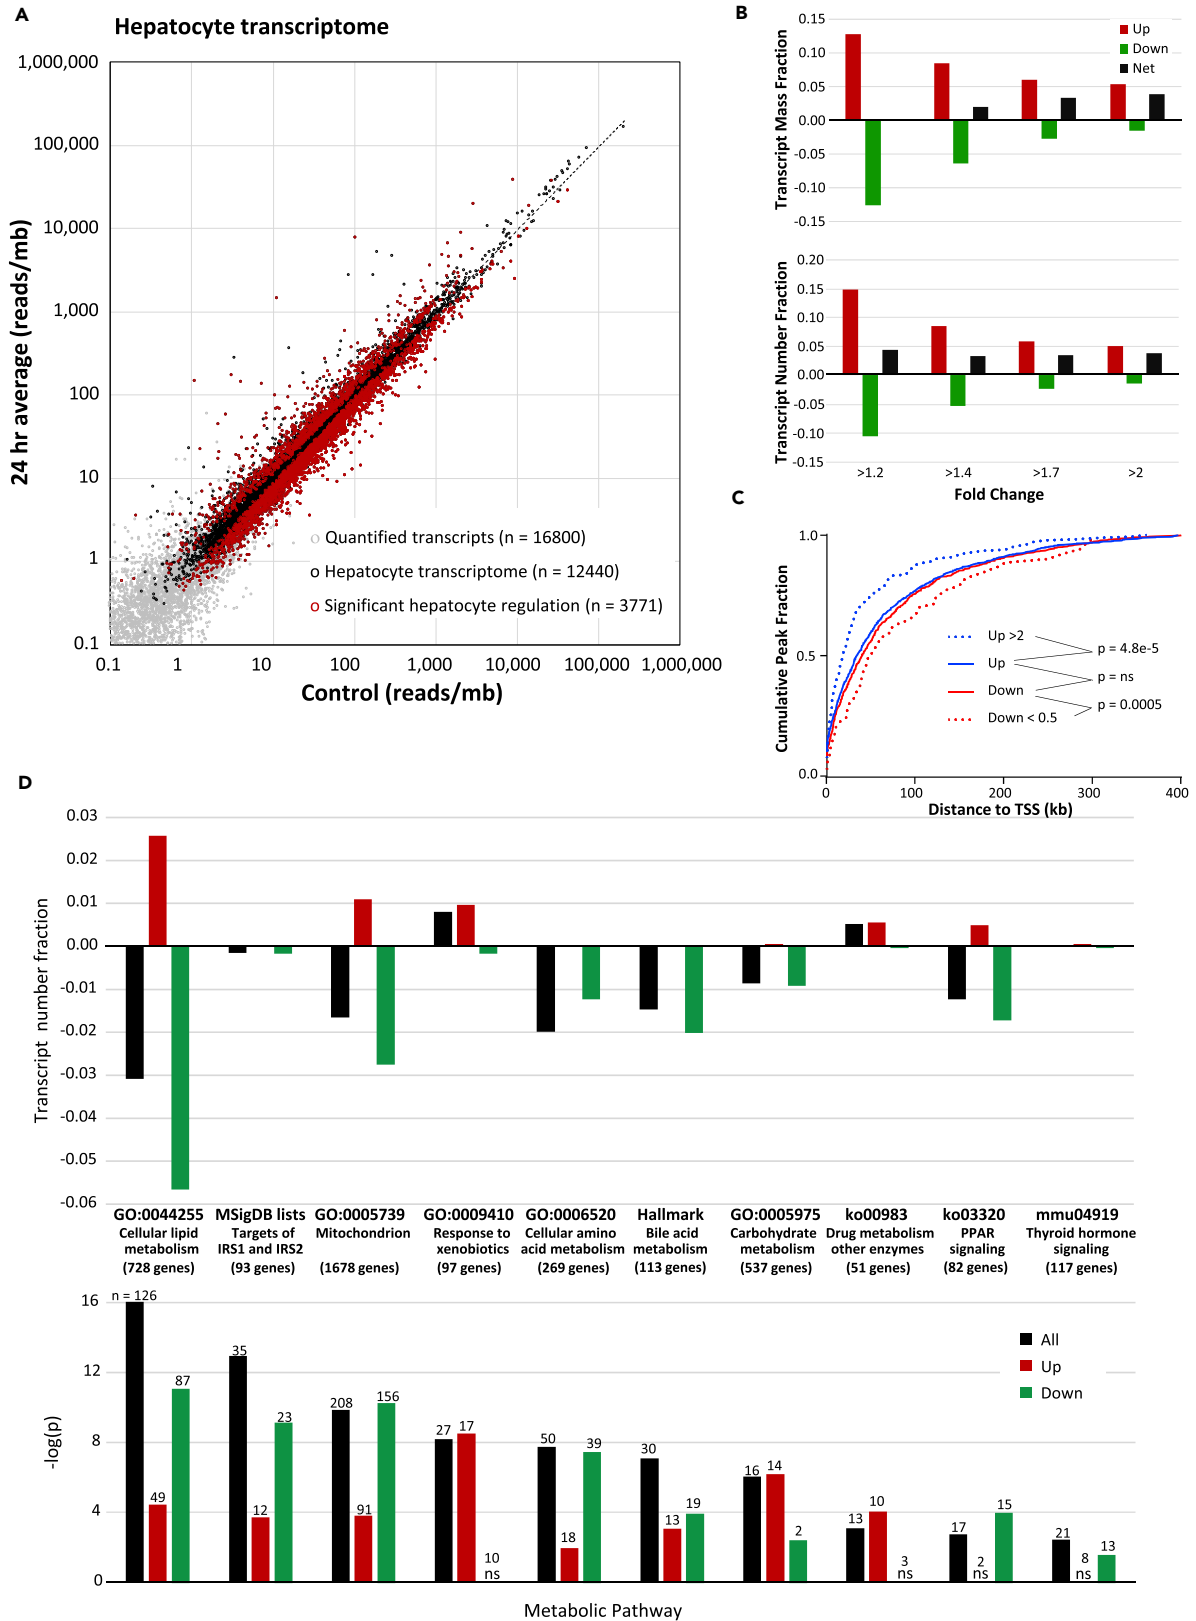 A
Hepatocyte transcriptome
1,000,000
100,000
10,000
1,000
100
10
1
0.1
24 hr average (reads/mb)
Quantified transcripts (n = 16800)
Hepatocyte transcriptome (n = 12440)
Significant hepatocyte regulation (n = 3771)
0.1 1 10 100 1,000 10,000 100,000 1,000,000
Control (reads/mb)
B
Up
Down
Net
0.15
0.10
0.05
0.00
-0.05
-0.10
-0.15
Transcript Mass Fraction
0.20
0.15
0.10
0.05
0.00
-0.05
-0.10
-0.15
Transcript Number Fraction
>1.2 >1.4 >1.7 >2
Fold Change
C
1.0
0.5
0.0
Cumulative Peak Fraction
Up >2
Up
Down
Down < 0.5
p = 4.8e-5
p = ns
p = 0.0005
0 100 200 300 400
Distance to TSS (kb)
D
0.03
0.02
0.01
0.00
-0.01
-0.02
-0.03
-0.04
-0.05
-0.06
Transcript number fraction
GO:0044255 MSigDB lists GO:0005739 GO:0009410 GO:0006520 Hallmark GO:0005975 ko00983 ko03320 mmu04919
Cellular lipid Targets of Mitochondrion Response to Cellular amino Bile acid Carbohydrate Drug metabolism PPAR Thyroid hormone
metabolism IRS1 and IRS2 xenobiotics acid metabolism metabolism metabolism other enzymes signaling signaling
(728 genes) (93 genes) (1678 genes) (97 genes) (269 genes) (113 genes) (537 genes) (51 genes) (82 genes) (117 genes)
16
12
8
4
0
-log(p)
n = 126 49 87
35 12 23
208 91 156
27 17 10 ns
50 18 39
30 13 19
16 14 2
13 10 3 ns
17 2 ns 15
21 8 ns 13
All
Up
Down
Metabolic Pathway